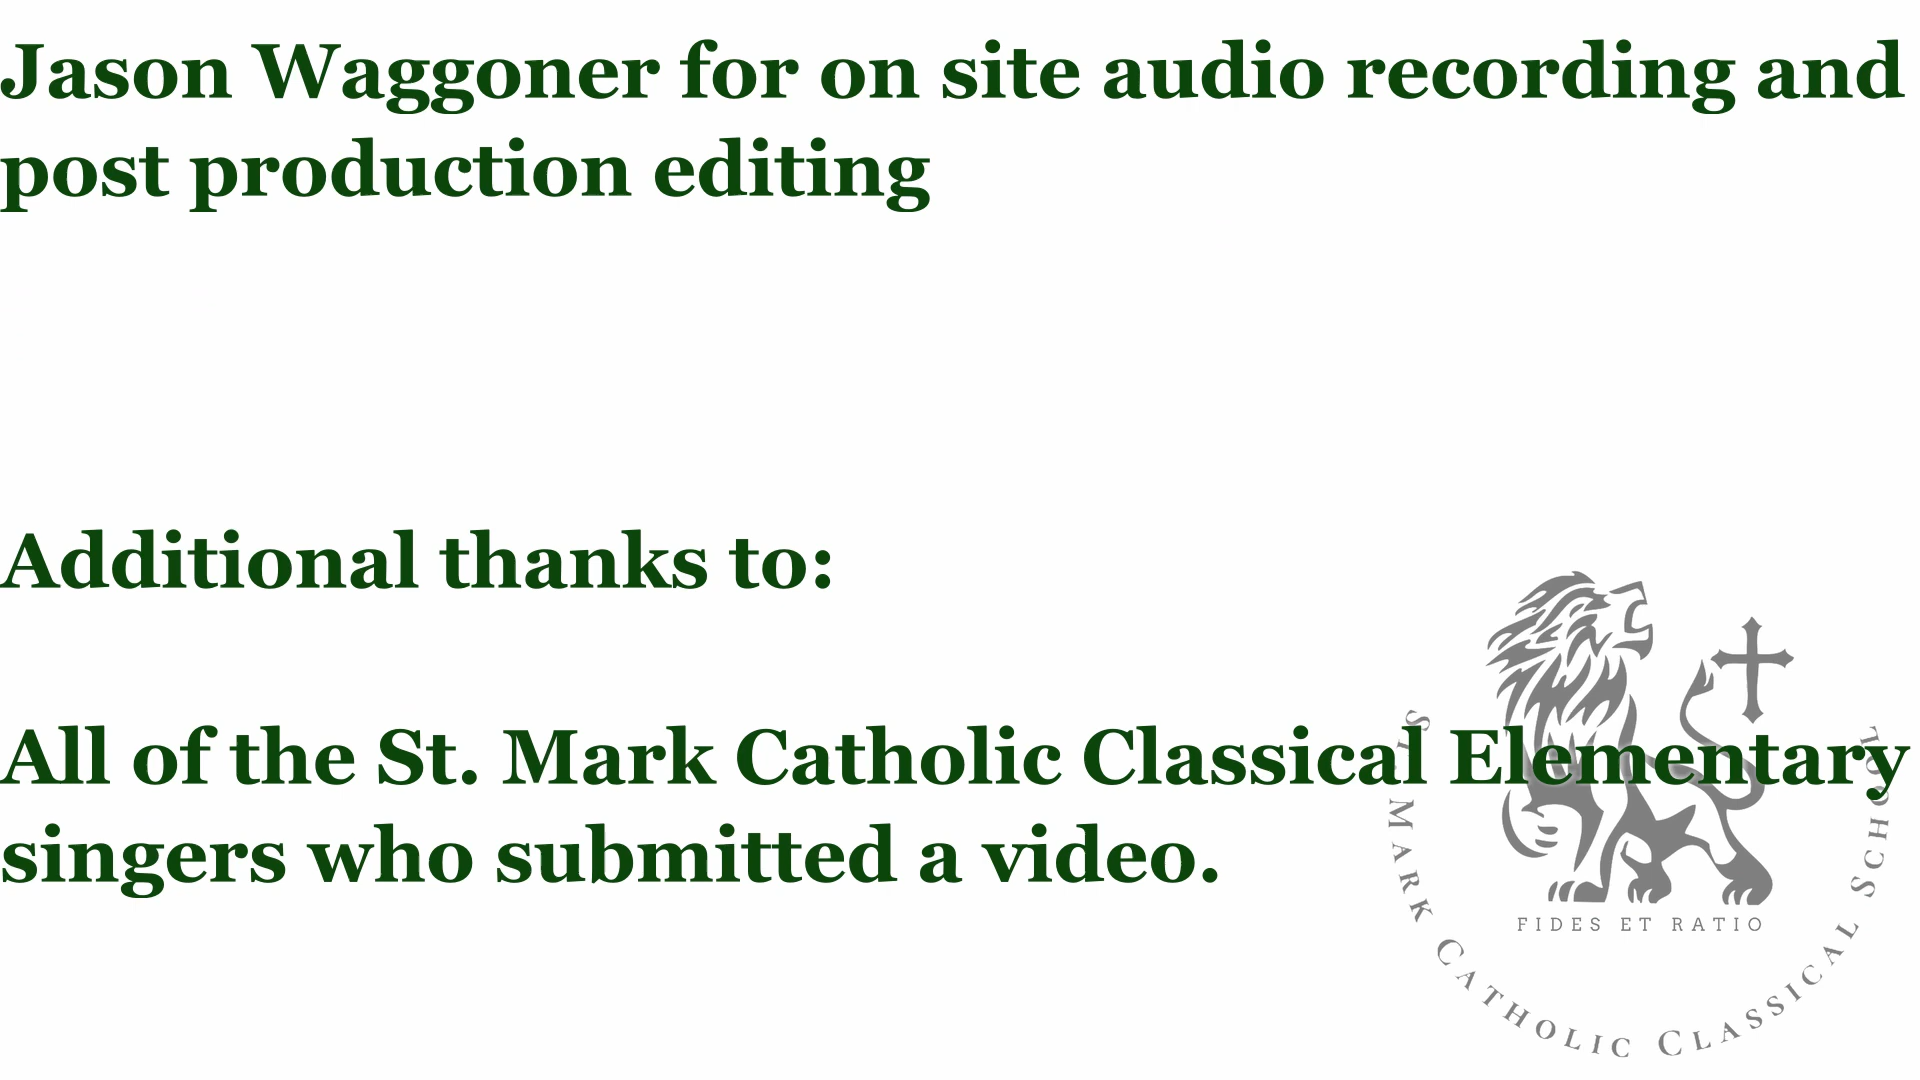 Jason Waggoner for on site audio recording and
post production editing
Additional thanks to:
All of the St. Mark Catholic Classical Elementary
singers who submitted a video.
FIDES ET RATIO
St. Mark Catholic Classical School